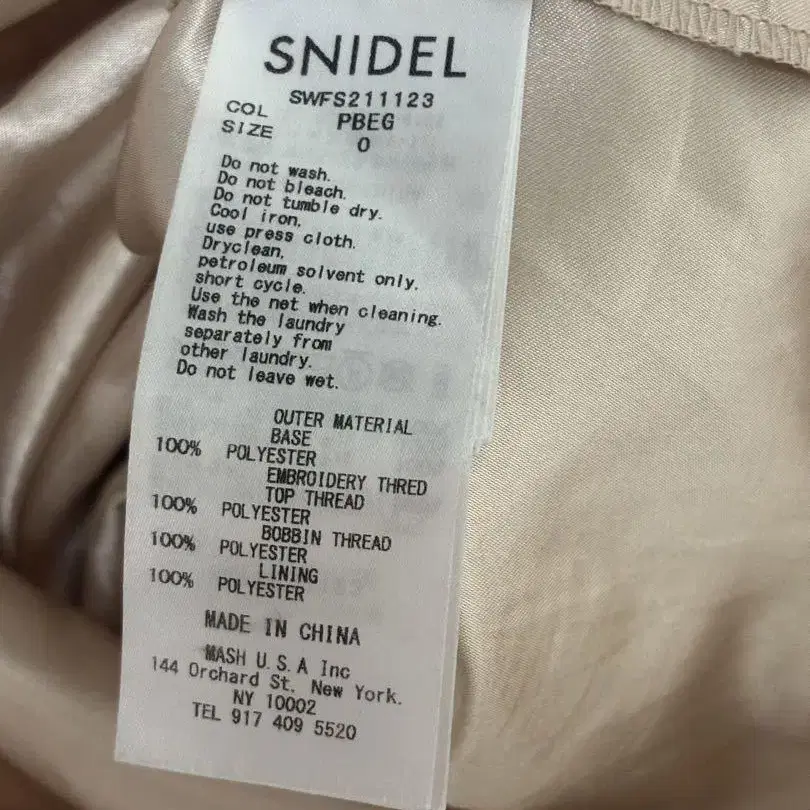 SNIDEL
SWFS211123
COL PBEG
SIZE 0
Do not wash.
Do not bleach.
Do not tumble dry.
Cool iron,
use press cloth.
Dryclean,
petroleum solvent only.
short cycle.
Use the net when cleaning.
Wash the laundry
separately from
other laundry.
Do not leave wet.
OUTER MATERIAL
BASE
100% POLYESTER
EMBROIDERY THRED
TOP THREAD
100% POLYESTER
BOBBIN THREAD
100% POLYESTER
LINING
100% POLYESTER
MADE IN CHINA
MASH U.S.A Inc
144 Orchard St. New York.
NY 10002
TEL 917 409 5520